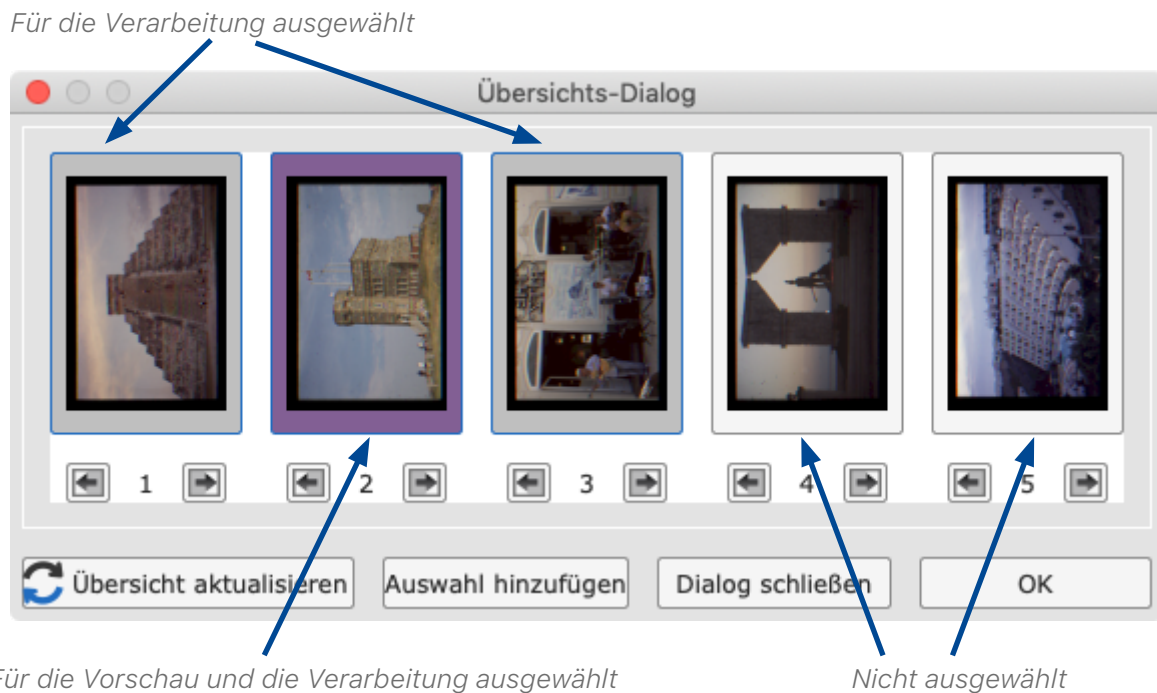 Für die Verarbeitung ausgewählt
Übersichts-Dialog
1 2 3 4 5
Übersicht aktualisieren Auswahl hinzufügen Dialog schließen OK
Für die Vorschau und die Verarbeitung ausgewählt Nicht ausgewählt